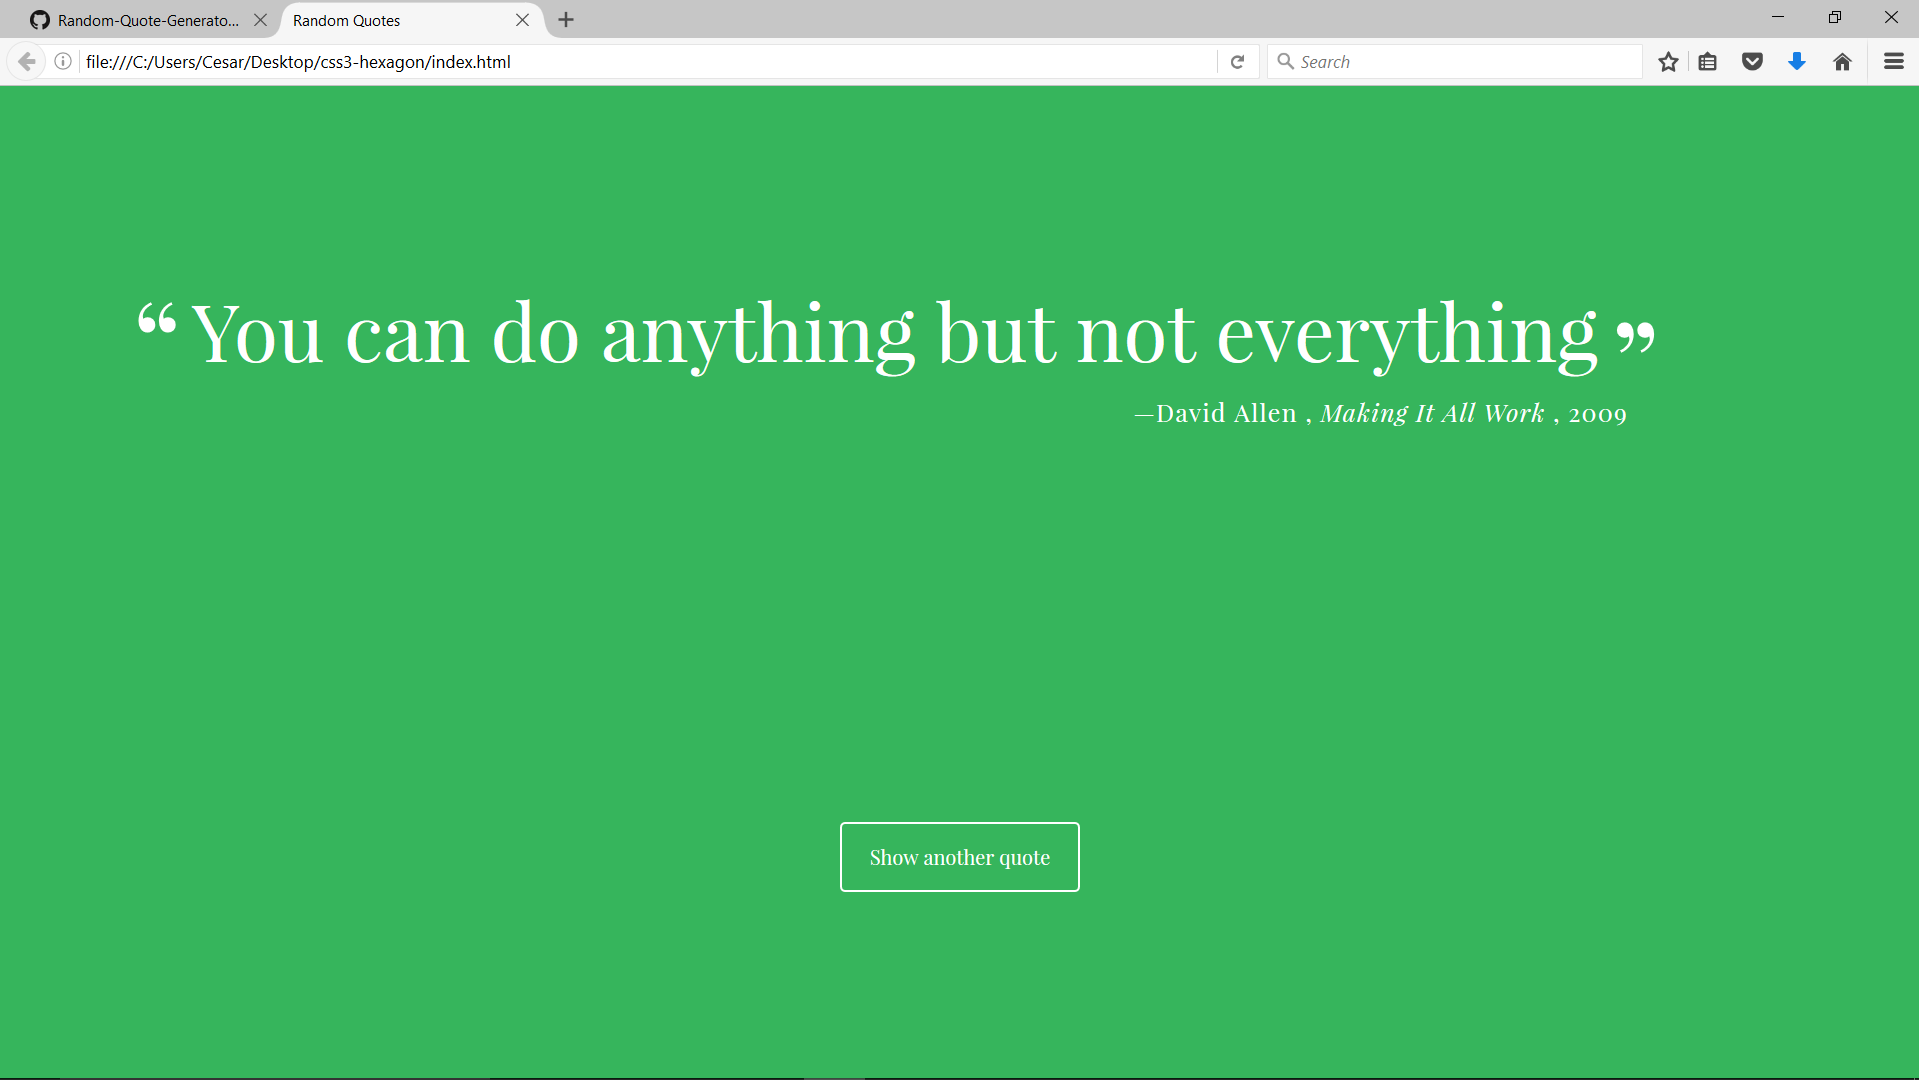 Random-Quote-Generato...
Random Quotes
file:///C:/Users/Cesar/Desktop/css3-hexagon/index.html
Search
“ You can do anything but not everything ”
—David Allen , Making It All Work , 2009
Show another quote